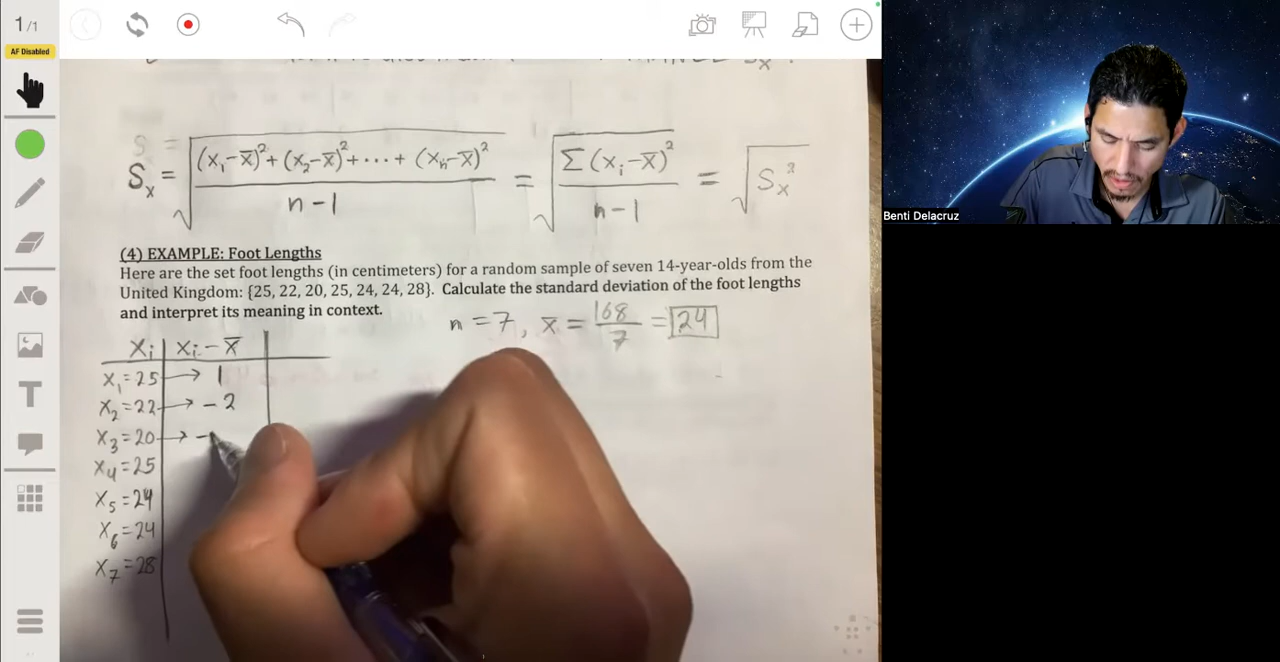 1/1
AF Disabled
S =
Sₓ = √((x₁-x̄)²+(x₂-x̄)²+···+(xₙ-x̄)²/n-1) = √(Σ(xᵢ-x̄)²/n-1) = √Sₓ²
(4) EXAMPLE: Foot Lengths
Here are the set foot lengths (in centimeters) for a random sample of seven 14-year-olds from the
United Kingdom: {25, 22, 20, 25, 24, 24, 28}. Calculate the standard deviation of the foot lengths
and interpret its meaning in context.
n = 7, x̄ = 168/7 = 24
xᵢ xᵢ - x̄
x₁ = 25 → 1
x₂ = 22 → -2
x₃ = 20 → -
x₄ = 25
x₅ = 24
x₆ = 24
x₇ = 28
T
Benti Delacruz